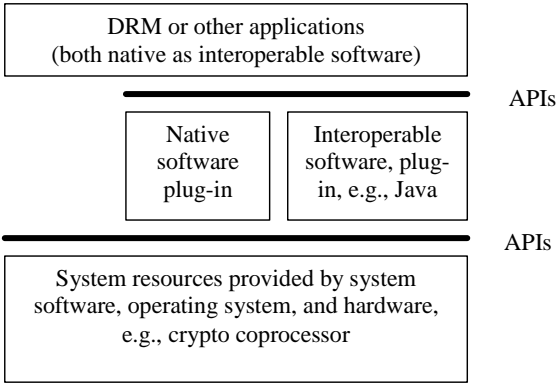 DRM or other applications
(both native as interoperable software)
APIs
Native
software
plug-in
Interoperable
software, plug-
in, e.g., Java
APIs
System resources provided by system
software, operating system, and hardware,
e.g., crypto coprocessor